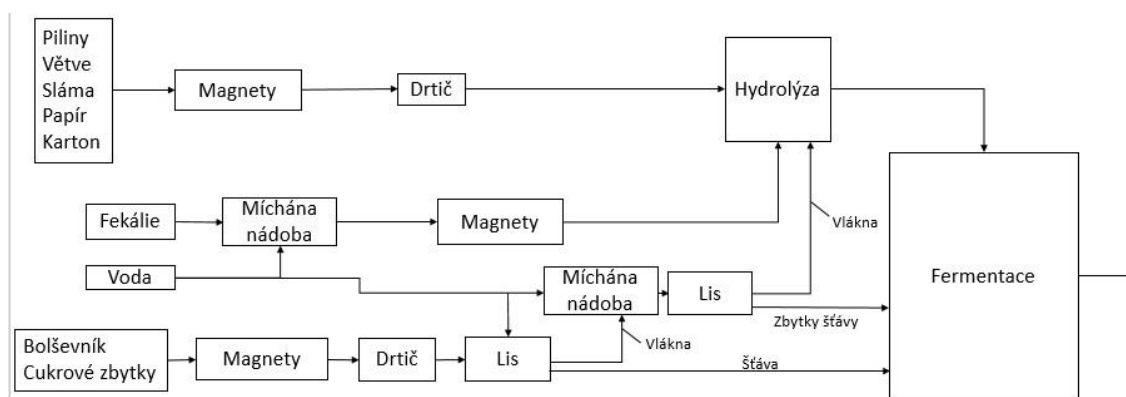 Piliny
Větve
Sláma
Papír
Karton
Magnety
Drtič
Hydrolýza
Fekálie
Míchána
nádoba
Magnety
Vlákna
Voda
Míchána
nádoba
Lis
Fermentace
Zbytky šťávy
Bolševník
Cukrové zbytky
Magnety
Drtič
Lis
Vlákna
Šťáva